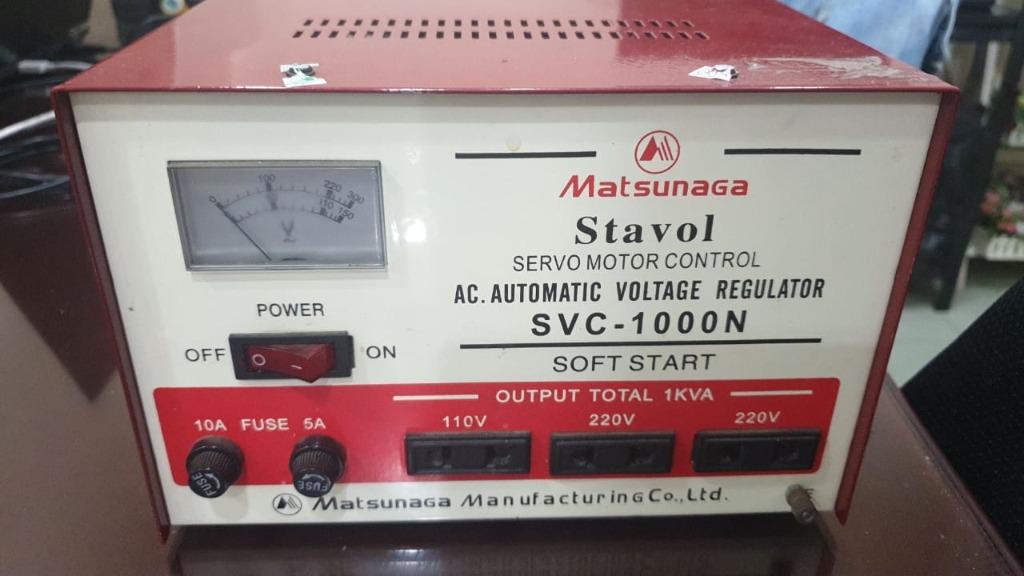 0 100 220 300
110 150
V
Matsunaga
Stavol
SERVO MOTOR CONTROL
AC. AUTOMATIC VOLTAGE REGULATOR
SVC-1000N
SOFT START
POWER
OFF ON
OUTPUT TOTAL 1KVA
10A FUSE 5A 110V 220V 220V
FUSE FUSE
Matsunaga Manufacturing Co., Ltd.